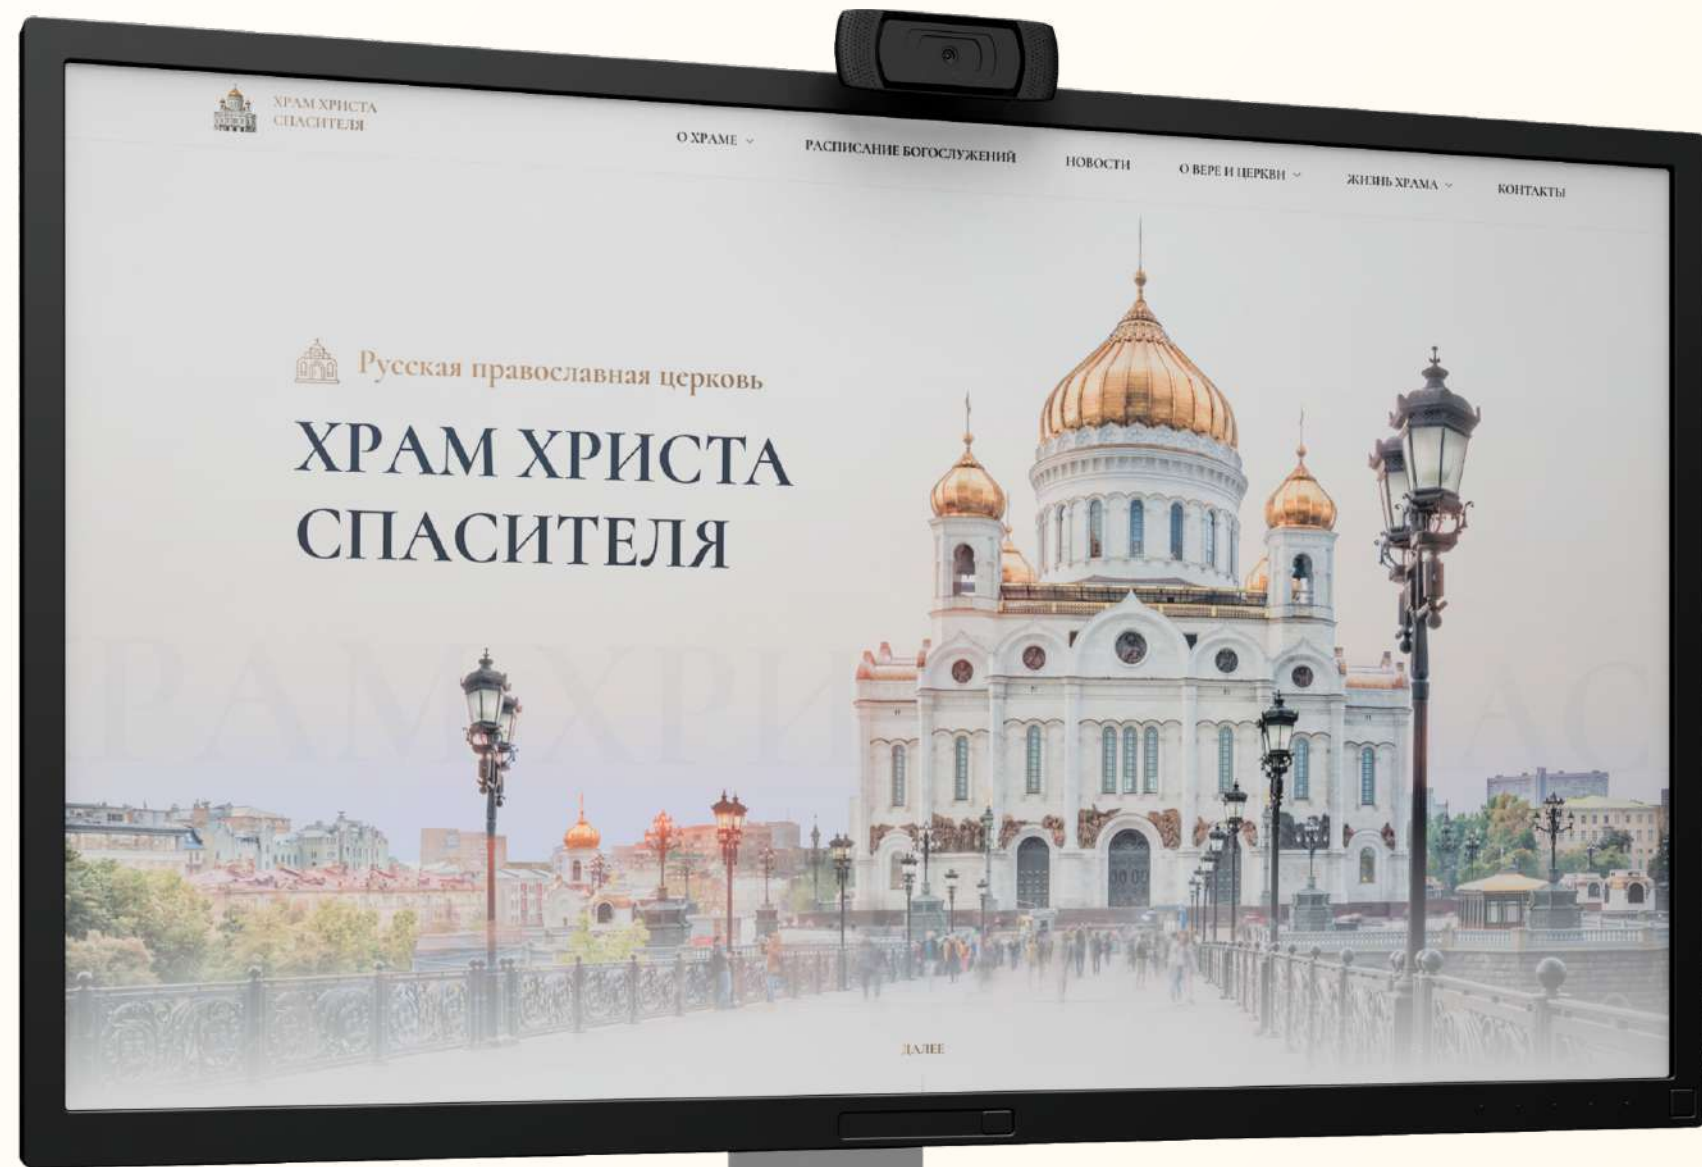 ХРАМ ХРИСТА
СПАСИТЕЛЯ
О ХРАМЕ
РАСПИСАНИЕ БОГОСЛУЖЕНИЙ
НОВОСТИ
О ВЕРЕ И ЦЕРКВИ
ЖИЗНЬ ХРАМА
КОНТАКТЫ
Русская православная церковь
ХРАМ ХРИСТА
СПАСИТЕЛЯ
ДАЛЕЕ